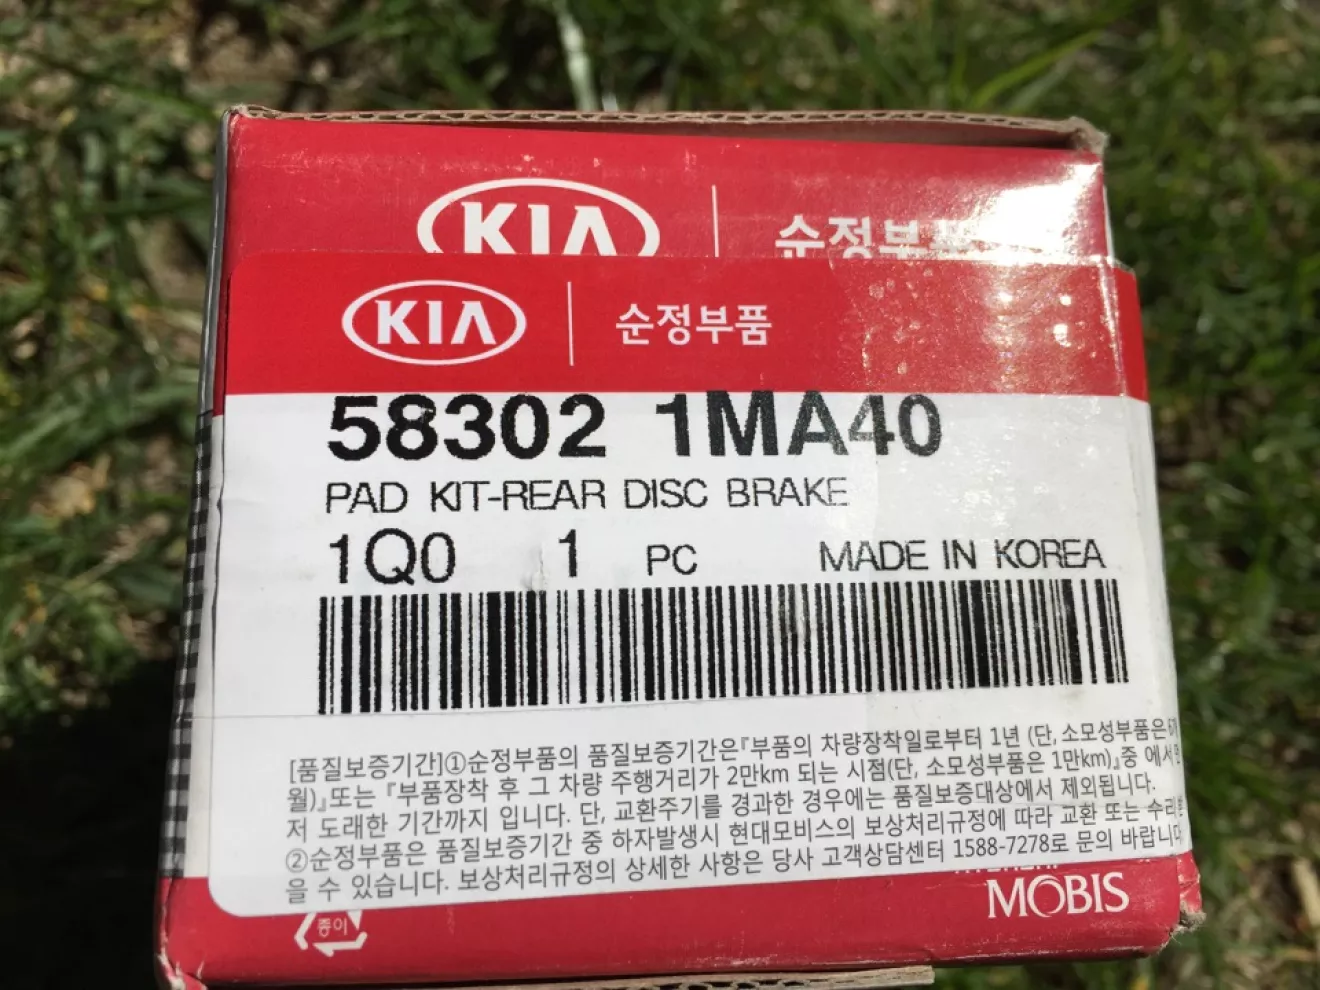 KIA 순정부품
KIA 순정부품
58302 1MA40
PAD KIT-REAR DISC BRAKE
1Q0 1 PC MADE IN KOREA
[품질보증기간]①순정부품의 품질보증기간은『부품의 차량장착일로부터 1년 (단, 소모성부품은 6개
월)』또는 『부품장착 후 그 차량 주행거리가 2만km 되는 시점(단, 소모성부품은 1만km)』중 에서 먼
저 도래한 기간까지 입니다. 단, 교환주기를 경과한 경우에는 품질보증대상에서 제외됩니다.
②순정부품은 품질보증기간 중 하자발생시 현대모비스의 보상처리규정에 따라 교환 또는 수리 받
을 수 있습니다. 보상처리규정의 상세한 사항은 당사 고객상담센터 1588-7278로 문의 바랍니다.
MOBIS
종이